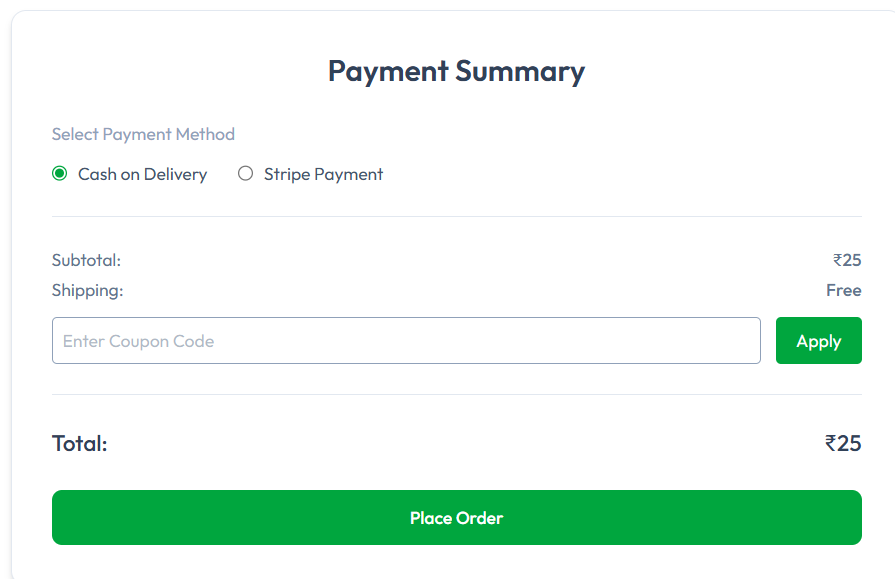 Payment Summary
Select Payment Method
Cash on Delivery Stripe Payment
Subtotal: ₹25
Shipping: Free
Enter Coupon Code Apply
Total: ₹25
Place Order